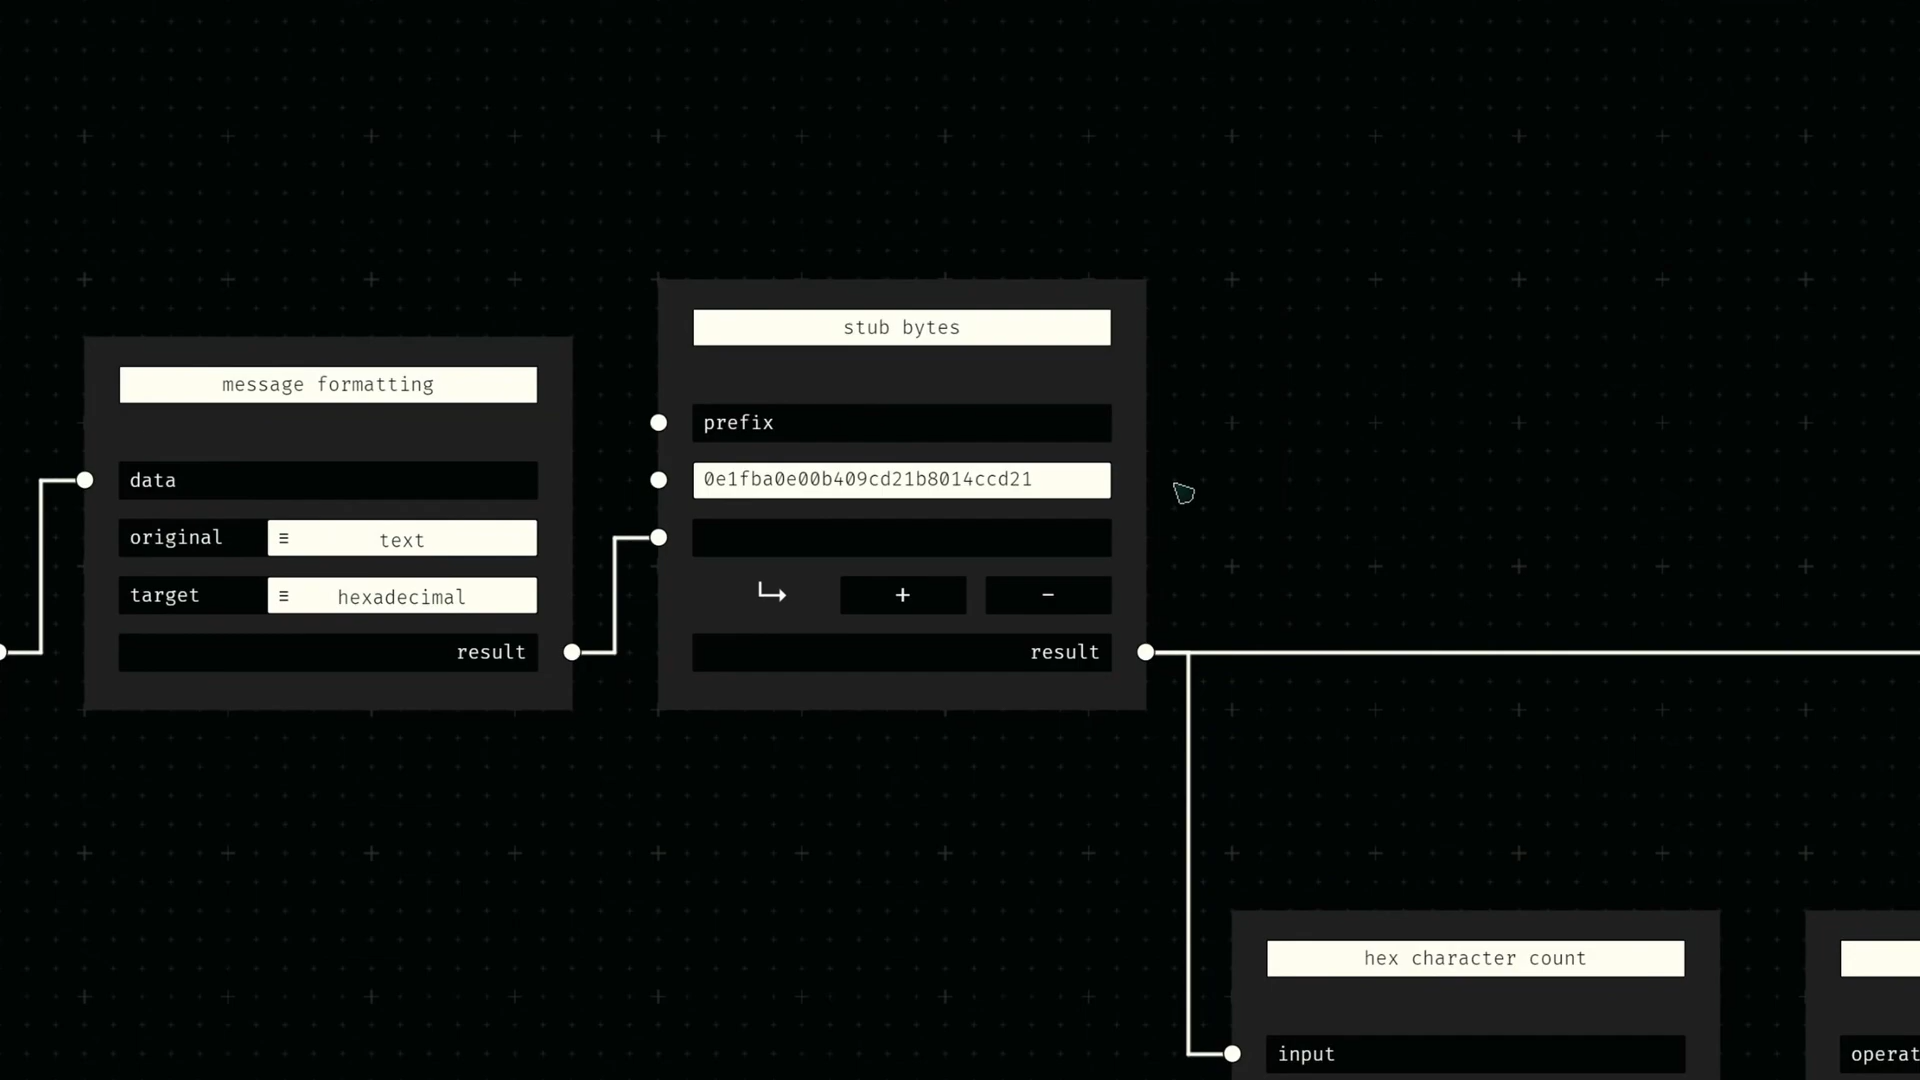 message formatting
data
original
≡ text
target
≡ hexadecimal
result
stub bytes
prefix
0e1fba0e00b409cd21b8014ccd21
+
-
result
hex character count
input
operat